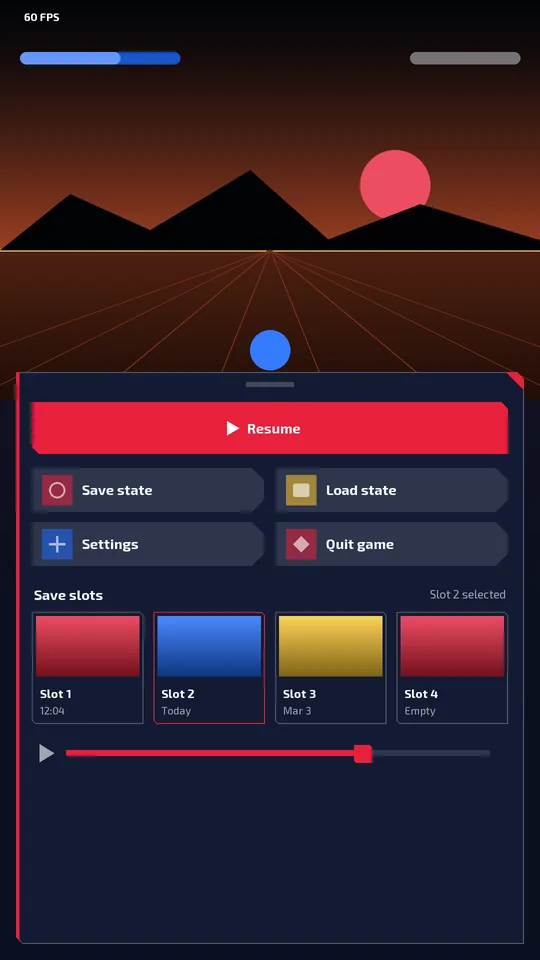 60 FPS
Resume
Save state
Load state
Settings
Quit game
Save slots
Slot 2 selected
Slot 1
12:04
Slot 2
Today
Slot 3
Mar 3
Slot 4
Empty